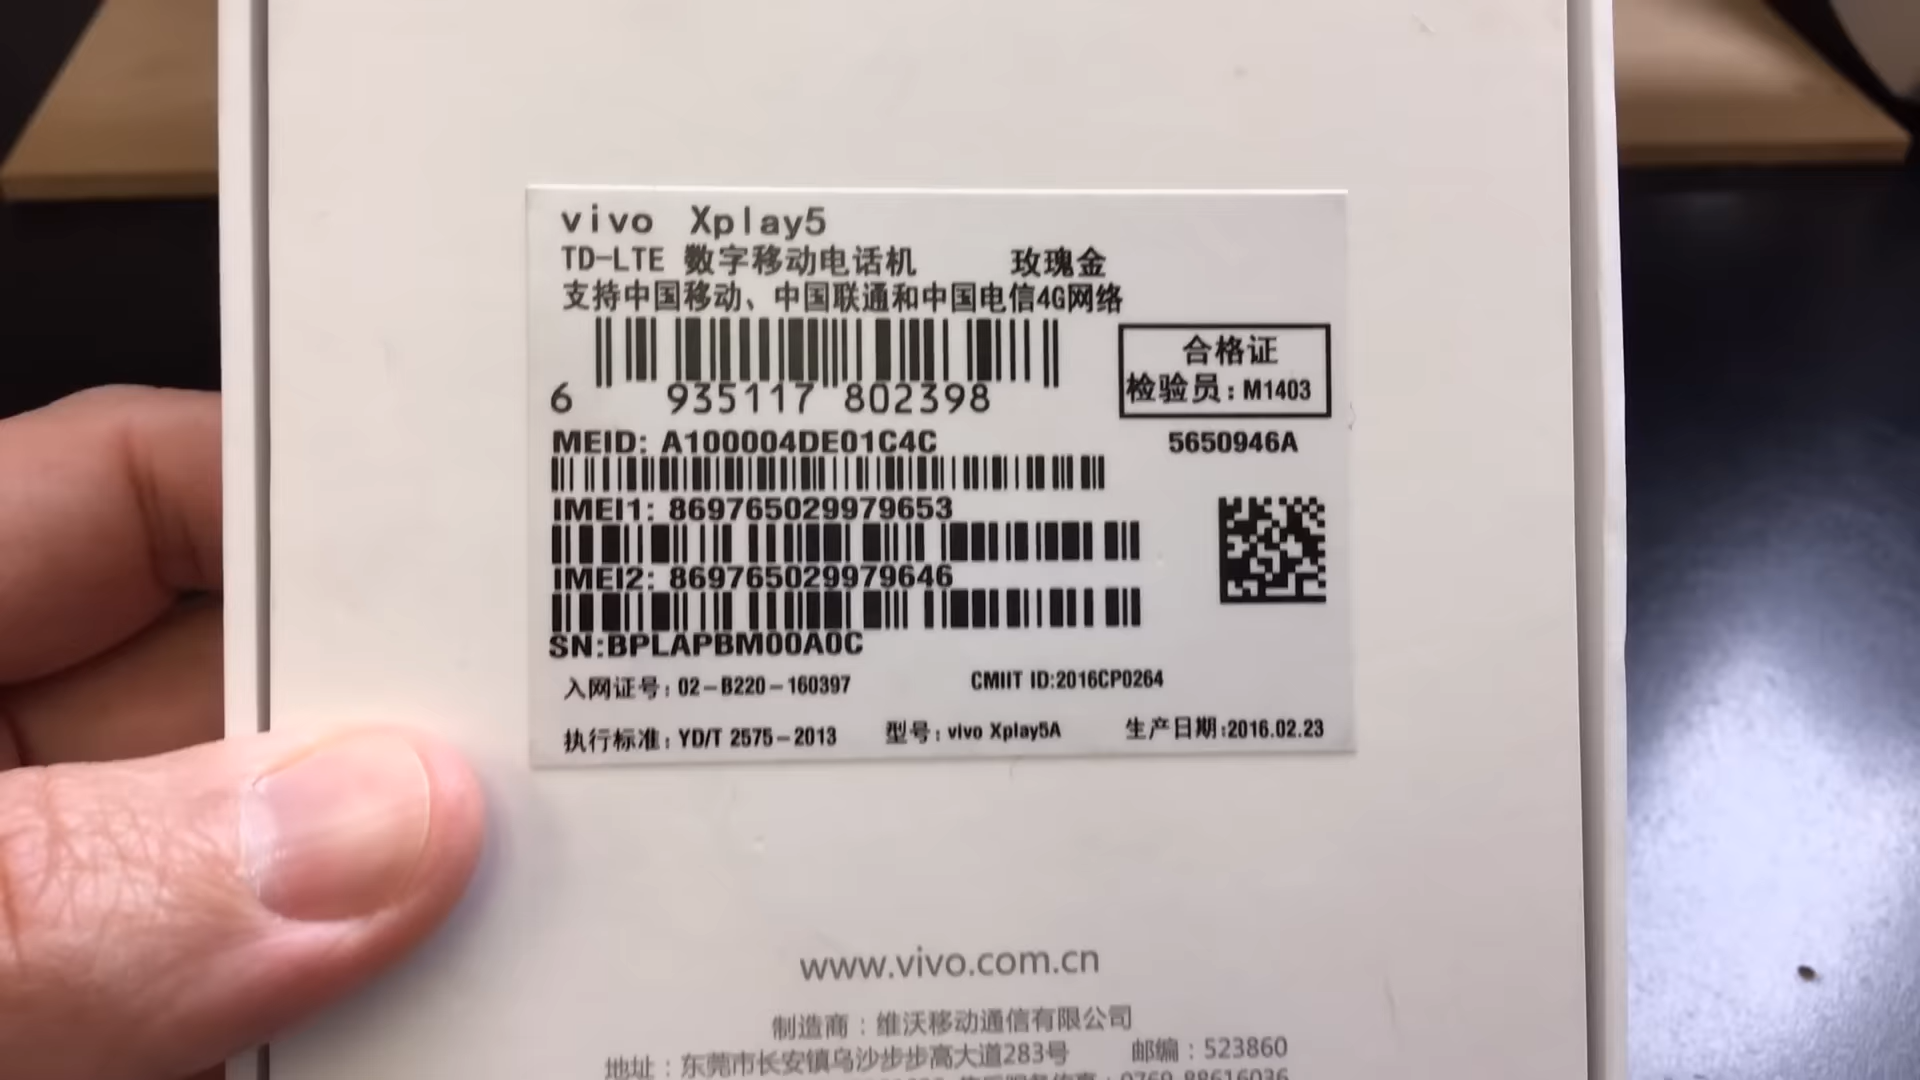 vivo Xplay5
TD-LTE 数字移动电话机 玫瑰金
支持中国移动、中国联通和中国电信4G网络
6 935117 802398
合格证
检验员:M1403
MEID: A100004DE01C4C
5650946A
IMEI1: 869765029979653
IMEI2: 869765029979646
SN:BPLAPBM00A0C
入网证号:02-B220-160397 CMIIT ID:2016CP0264
执行标准:YD/T 2575-2013 型号:vivo Xplay5A 生产日期:2016.02.23
www.vivo.com.cn
制造商:维沃移动通信有限公司
地址:东莞市长安镇乌沙步步高大道283号 邮编:523860
0769-88616036